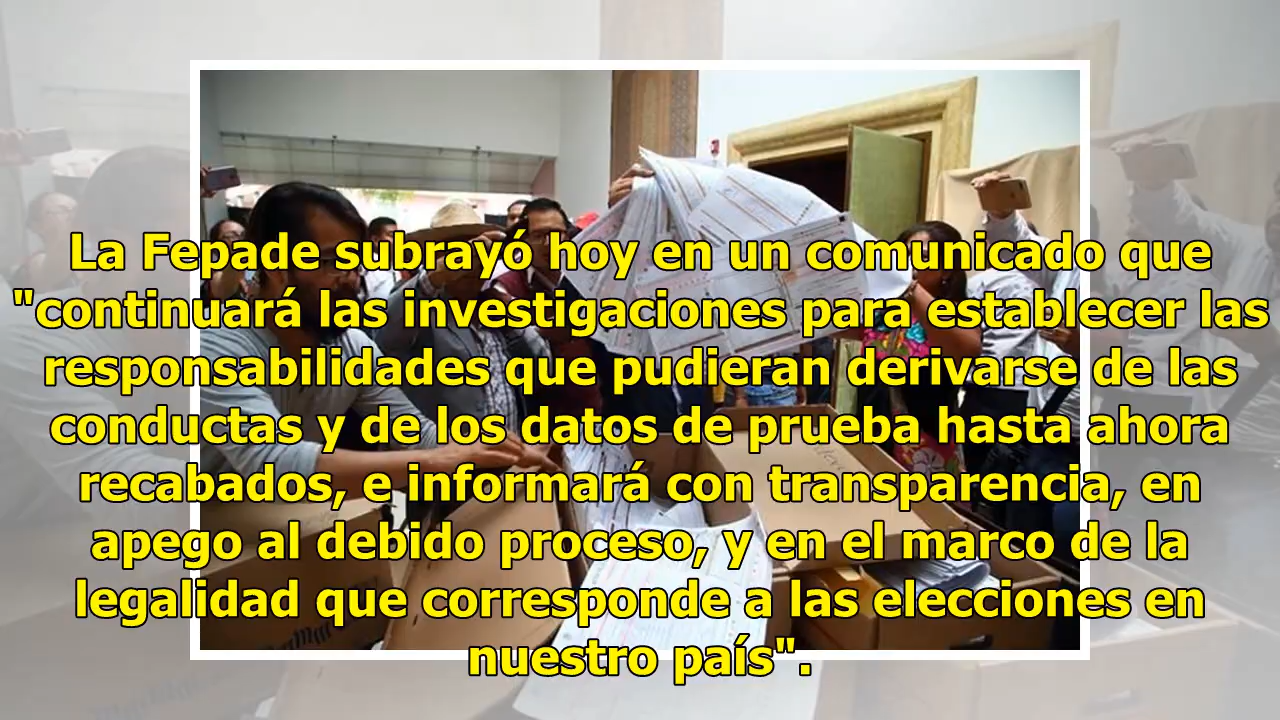 La Fepade subrayó hoy en un comunicado que
"continuará las investigaciones para establecer las
responsabilidades que pudieran derivarse de las
conductas y de los datos de prueba hasta ahora
recabados, e informará con transparencia, en
apego al debido proceso, y en el marco de la
legalidad que corresponde a las elecciones en
nuestro país".